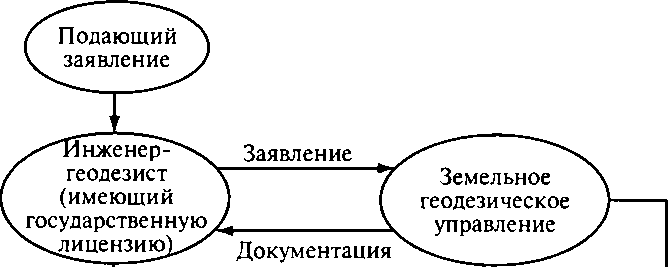 Подающий
заявление
Инженер-
геодезист
(имеющий
государственную
лицензию)
Заявление
Документация
Земельное
геодезическое
управление